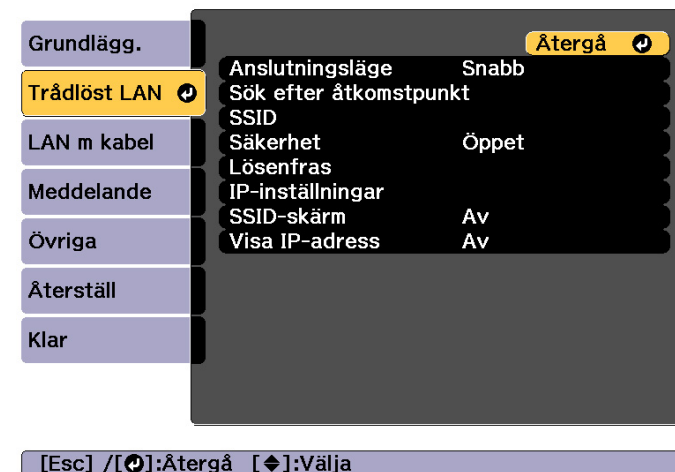 Grundlägg.
Trådlöst LAN
LAN m kabel
Meddelande
Övriga
Återställ
Klar
Återgå
Anslutningsläge Snabb
Sök efter åtkomstpunkt
SSID
Säkerhet Öppet
Lösenfras
IP-inställningar
SSID-skärm Av
Visa IP-adress Av
[Esc] /[⏎]:Återgå [◆]:Välja